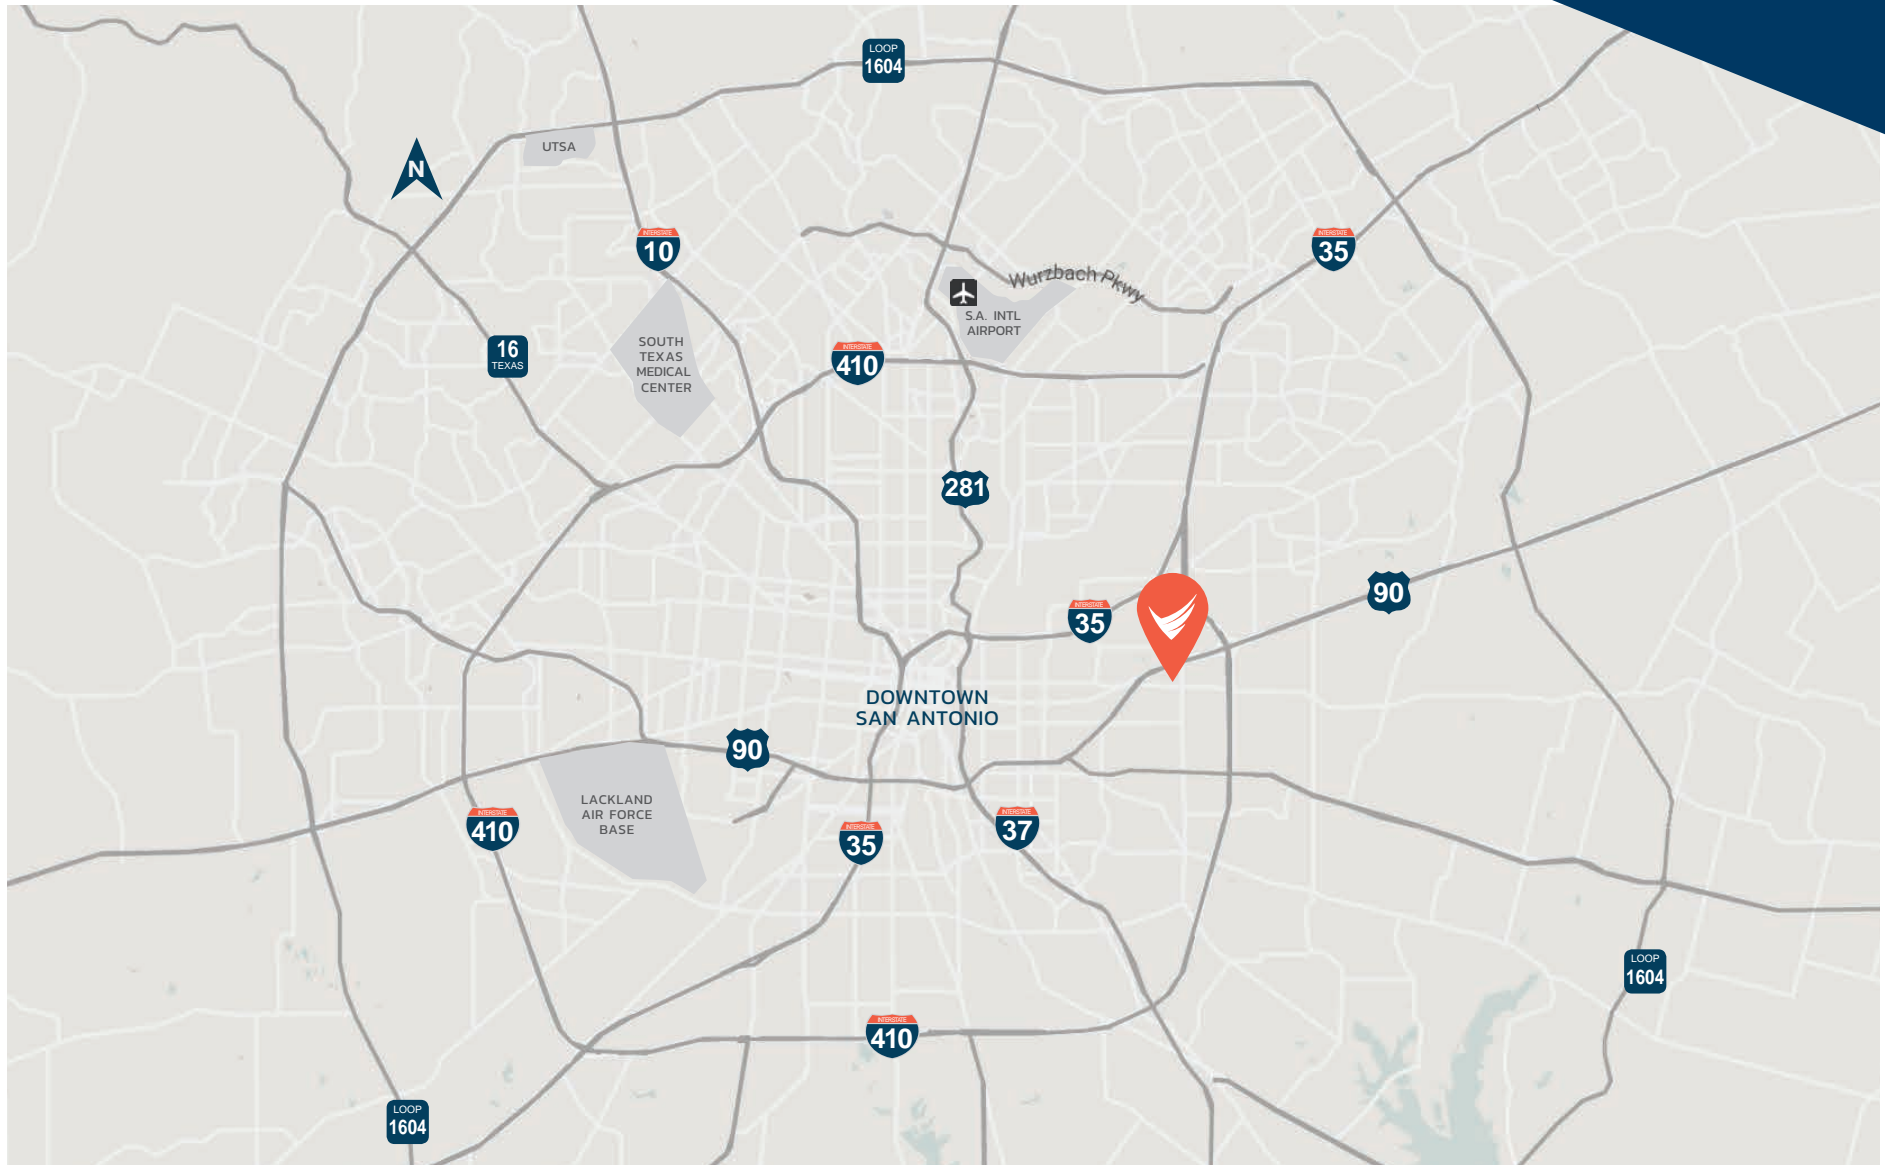 LOOP
1604
UTSA
N
INTERSTATE
10
INTERSTATE
35
Wurzbach Pkwy
S.A. INTL
AIRPORT
16
TEXAS
SOUTH
TEXAS
MEDICAL
CENTER
INTERSTATE
410
281
90
INTERSTATE
35
DOWNTOWN
SAN ANTONIO
90
LACKLAND
AIR FORCE
BASE
INTERSTATE
410
INTERSTATE
35
INTERSTATE
37
LOOP
1604
INTERSTATE
410
LOOP
1604